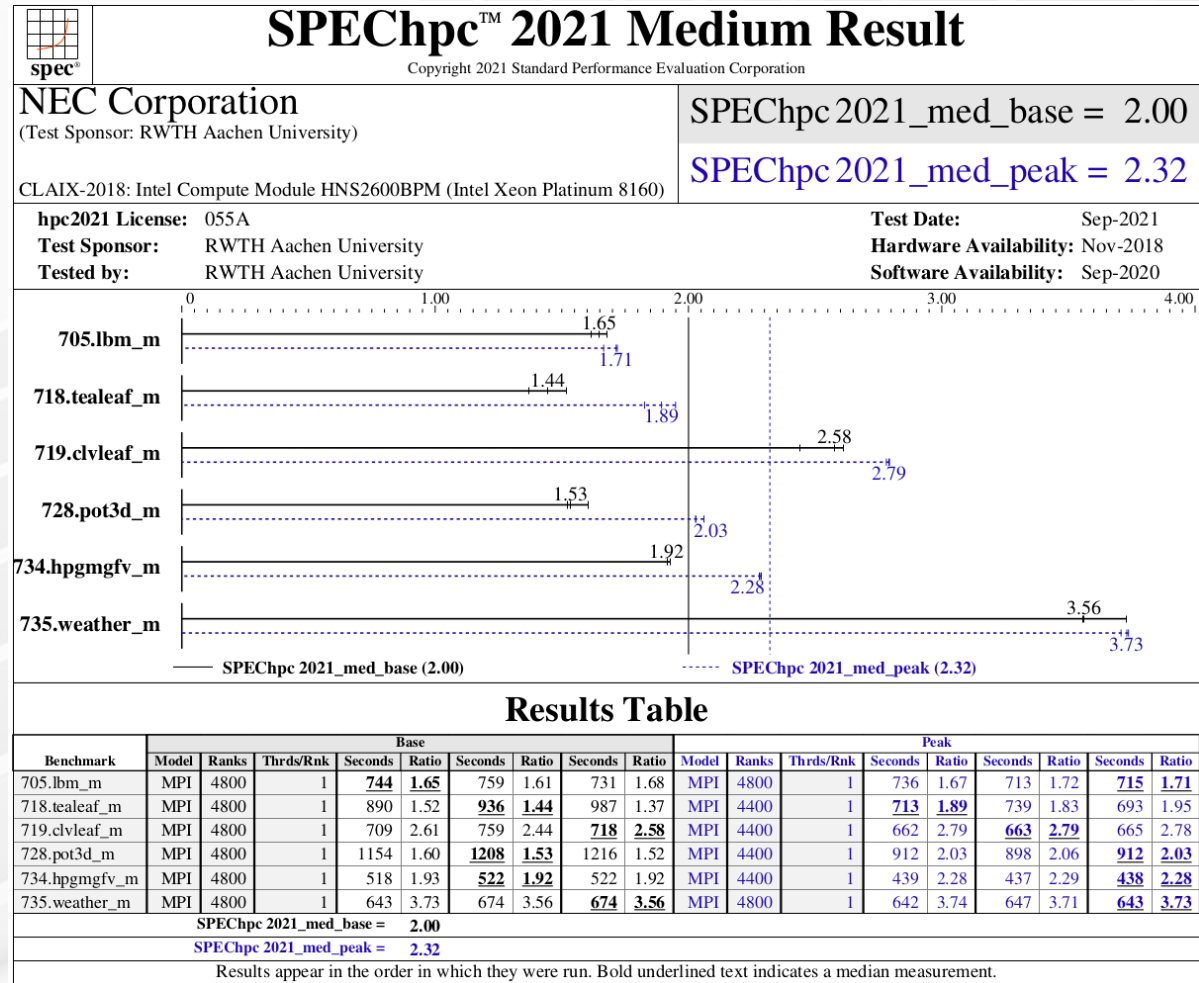 SPEChpc™ 2021 Medium Result
spec®
Copyright 2021 Standard Performance Evaluation Corporation
NEC Corporation
(Test Sponsor: RWTH Aachen University)
CLAIX-2018: Intel Compute Module HNS2600BPM (Intel Xeon Platinum 8160)
SPEChpc 2021_med_base = 2.00
SPEChpc 2021_med_peak = 2.32
hpc2021 License: 055A Test Date: Sep-2021
Test Sponsor: RWTH Aachen University Hardware Availability: Nov-2018
Tested by: RWTH Aachen University Software Availability: Sep-2020
0 1.00 2.00 3.00 4.00
705.lbm_m 1.65
1.71
718.tealeaf_m 1.44
1.89
719.clvleaf_m 2.58
2.79
728.pot3d_m 1.53
2.03
734.hpgmgfv_m 1.92
2.28
735.weather_m 3.56
3.73
SPEChpc 2021_med_base (2.00) SPEChpc 2021_med_peak (2.32)
Results Table
Base Peak
Benchmark Model Ranks Thrds/Rnk Seconds Ratio Seconds Ratio Seconds Ratio Model Ranks Thrds/Rnk Seconds Ratio Seconds Ratio Seconds Ratio
705.lbm_m MPI 4800 1 744 1.65 759 1.61 731 1.68 MPI 4800 1 736 1.67 713 1.72 715 1.71
718.tealeaf_m MPI 4800 1 890 1.52 936 1.44 987 1.37 MPI 4400 1 713 1.89 739 1.83 693 1.95
719.clvleaf_m MPI 4800 1 709 2.61 759 2.44 718 2.58 MPI 4400 1 662 2.79 663 2.79 665 2.78
728.pot3d_m MPI 4800 1 1154 1.60 1208 1.53 1216 1.52 MPI 4400 1 912 2.03 898 2.06 912 2.03
734.hpgmgfv_m MPI 4800 1 518 1.93 522 1.92 522 1.92 MPI 4400 1 439 2.28 437 2.29 438 2.28
735.weather_m MPI 4800 1 643 3.73 674 3.56 674 3.56 MPI 4800 1 642 3.74 647 3.71 643 3.73
SPEChpc 2021_med_base = 2.00
SPEChpc 2021_med_peak = 2.32
Results appear in the order in which they were run. Bold underlined text indicates a median measurement.